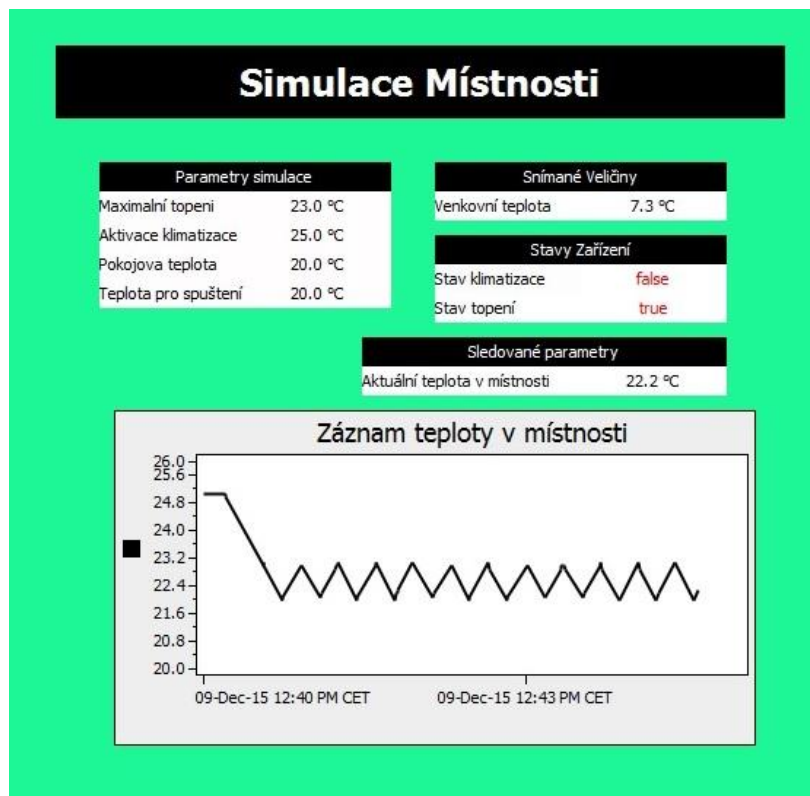 Simulace Místnosti
Parametry simulace
Maximalní topeni 23.0 °C
Aktivace klimatizace 25.0 °C
Pokojova teplota 20.0 °C
Teplota pro spuštení 20.0 °C
Snímané Veličiny
Venkovní teplota 7.3 °C
Stavy Zařízení
Stav klimatizace false
Stav topení true
Sledované parametry
Aktuální teplota v místnosti 22.2 °C
Záznam teploty v místnosti
26.0
25.6
24.8
24.0
23.2
22.4
21.6
20.8
20.0
09-Dec-15 12:40 PM CET 09-Dec-15 12:43 PM CET